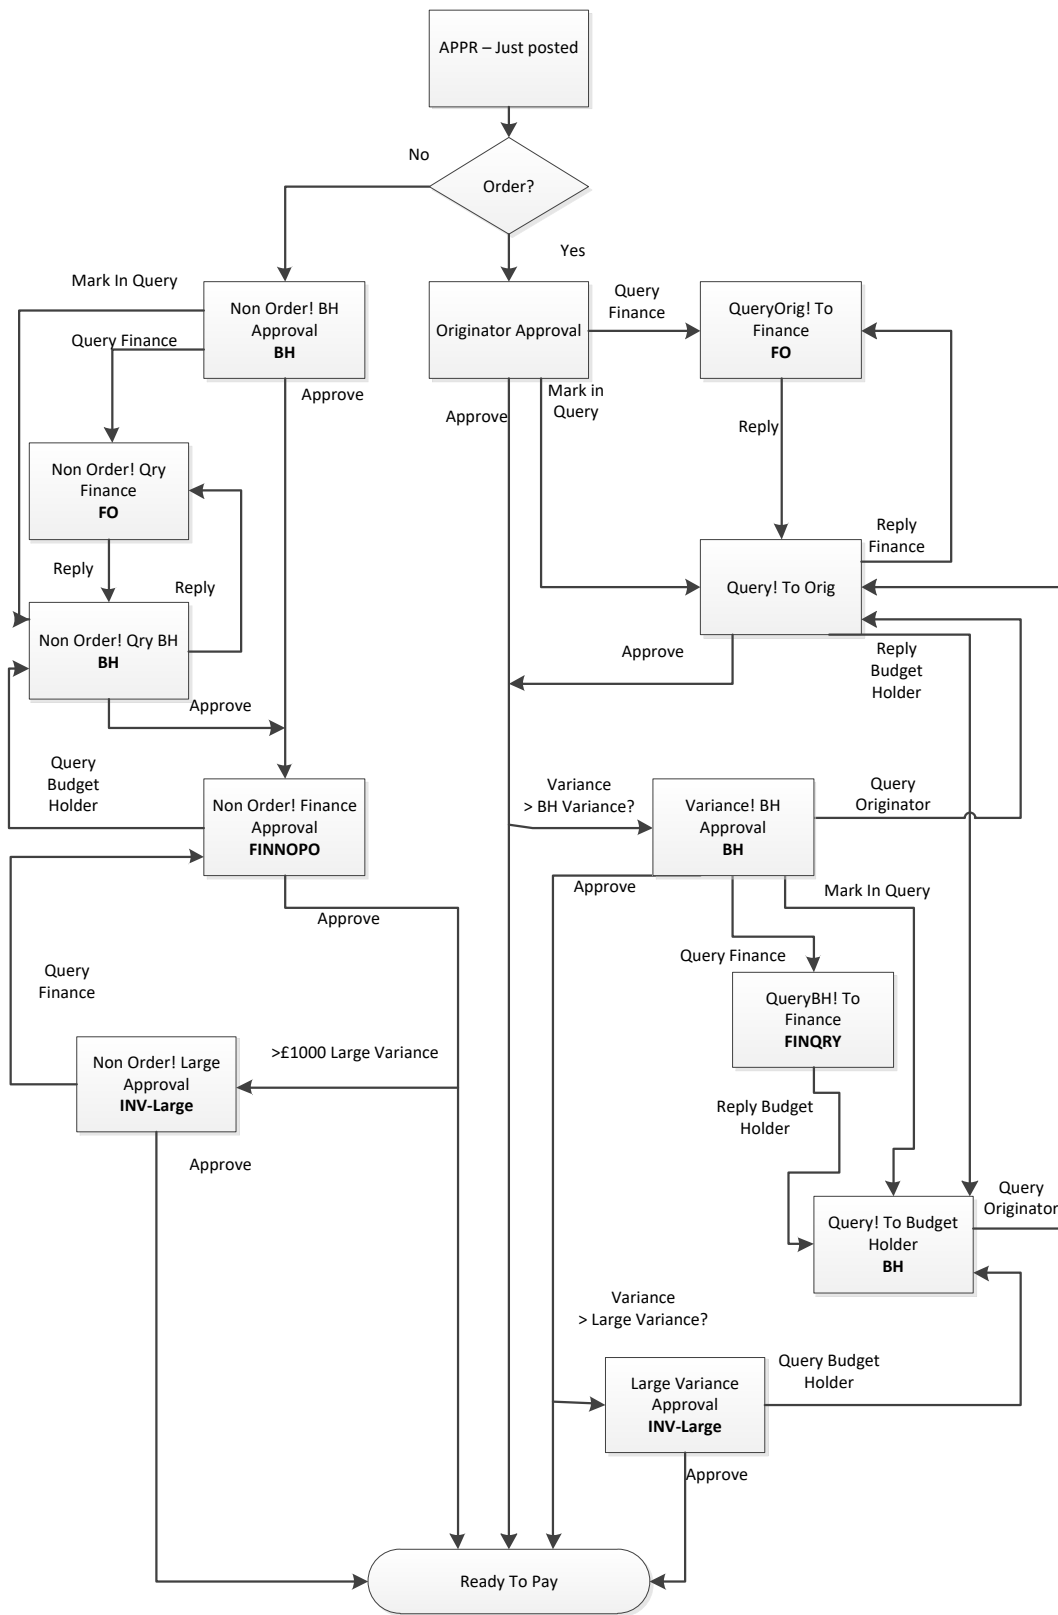 APPR – Just posted
No
Order?
Yes
Mark In Query
Non Order! BH
Approval
BH
Query Finance
Approve
Originator Approval
Query
Finance
QueryOrig! To
Finance
FO
Mark in
Query
Approve
Reply
Non Order! Qry
Finance
FO
Reply
Reply
Reply
Finance
Query! To Orig
Non Order! Qry BH
BH
Approve
Approve
Reply
Budget
Holder
Query
Budget
Holder
Non Order! Finance
Approval
FINNOPO
Variance
> BH Variance?
Variance! BH
Approval
BH
Query
Originator
Approve
Approve
Mark In Query
Query Finance
Query
Finance
QueryBH! To
Finance
FINQRY
>£1000 Large Variance
Non Order! Large
Approval
INV-Large
Reply Budget
Holder
Approve
Query
Originator
Query! To Budget
Holder
BH
Variance
> Large Variance?
Query Budget
Holder
Large Variance
Approval
INV-Large
Approve
Ready To Pay